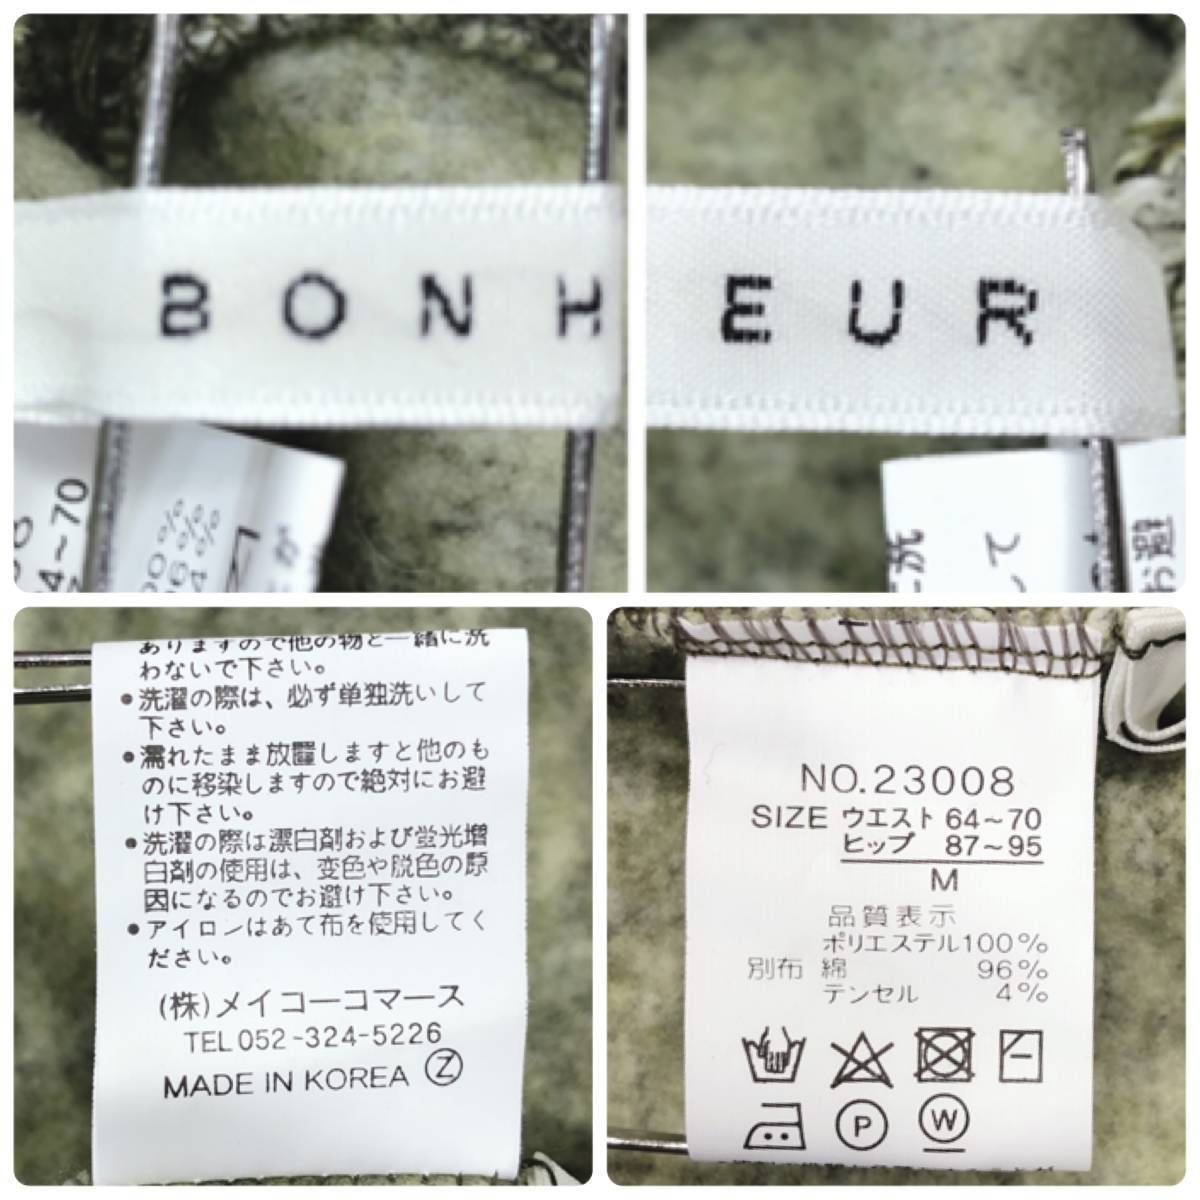 BONH
EUR
4～70
00%
96%
4%
お避
ありますので他の物と一緒に洗
わないで下さい。
●洗濯の際は、必ず単独洗いして
下さい。
●濡れたまま放置しますと他のも
のに移染しますので絶対にお避
け下さい。
●洗濯の際は漂白剤および蛍光増
白剤の使用は、変色や脱色の原
因になるのでお避け下さい。
●アイロンはあて布を使用してく
ださい。
(株)メイコーコマース
TEL 052-324-5226
MADE IN KOREA Ⓩ
NO.23008
SIZE ウエスト 64～70
ヒップ 87～95
M
品質表示
ポリエステル100%
別布 綿 96%
テンセル 4%
P
W